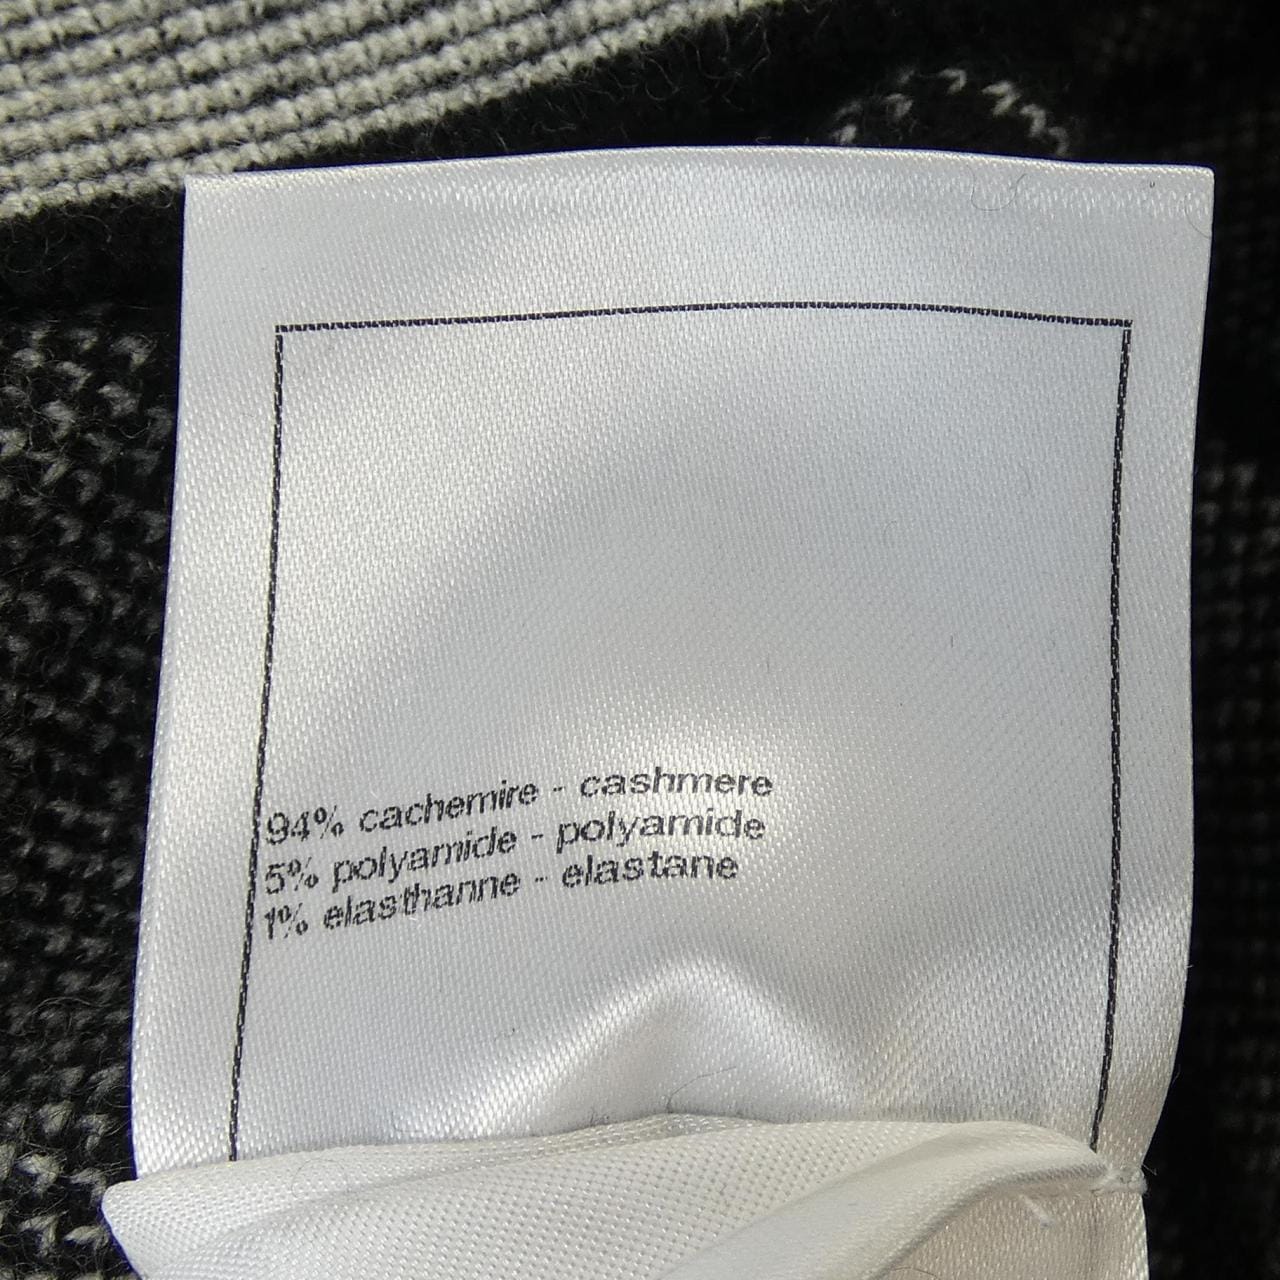 94% cachemire - cashmere
5% polyamide - polyamide
1% elasthanne - elastane